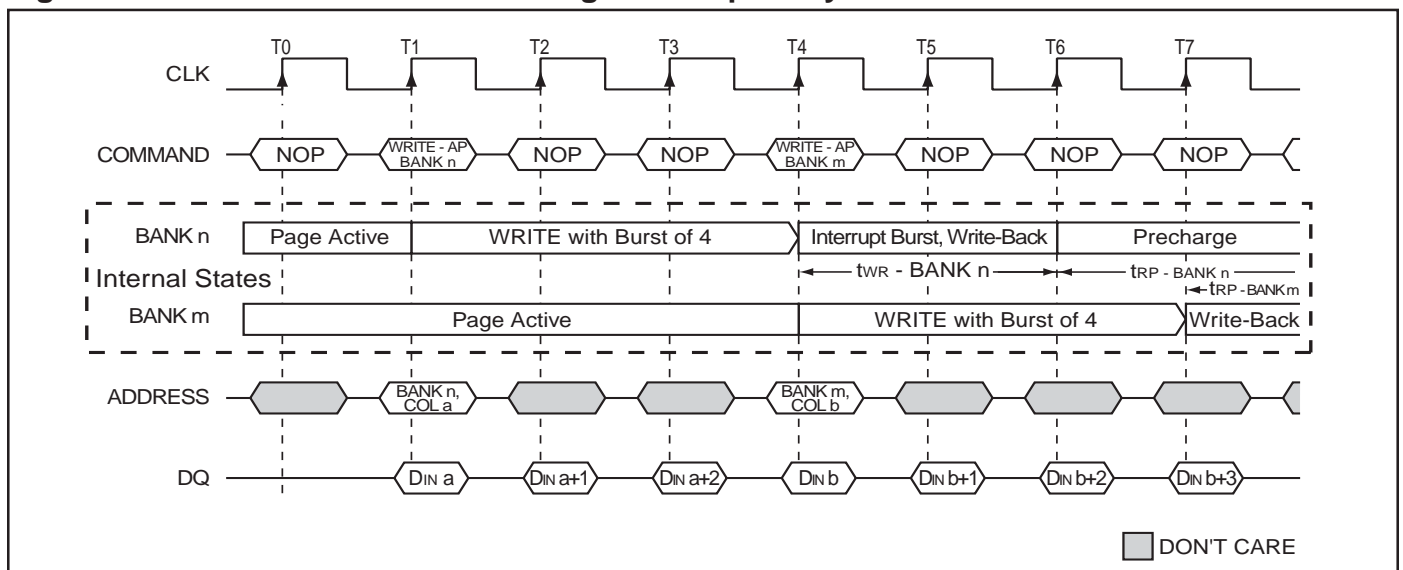 T0 T1 T2 T3 T4 T5 T6 T7
CLK
COMMAND NOP WRITE - AP BANK n NOP NOP WRITE - AP BANK m NOP NOP NOP
BANK n Page Active WRITE with Burst of 4 Interrupt Burst, Write-Back Precharge
Internal States tWR - BANK n tRP - BANK n
tRP - BANK m
BANK m Page Active WRITE with Burst of 4 Write-Back
ADDRESS BANK n, COL a BANK m, COL b
DQ DIN a DIN a+1 DIN a+2 DIN b DIN b+1 DIN b+2 DIN b+3
DON'T CARE